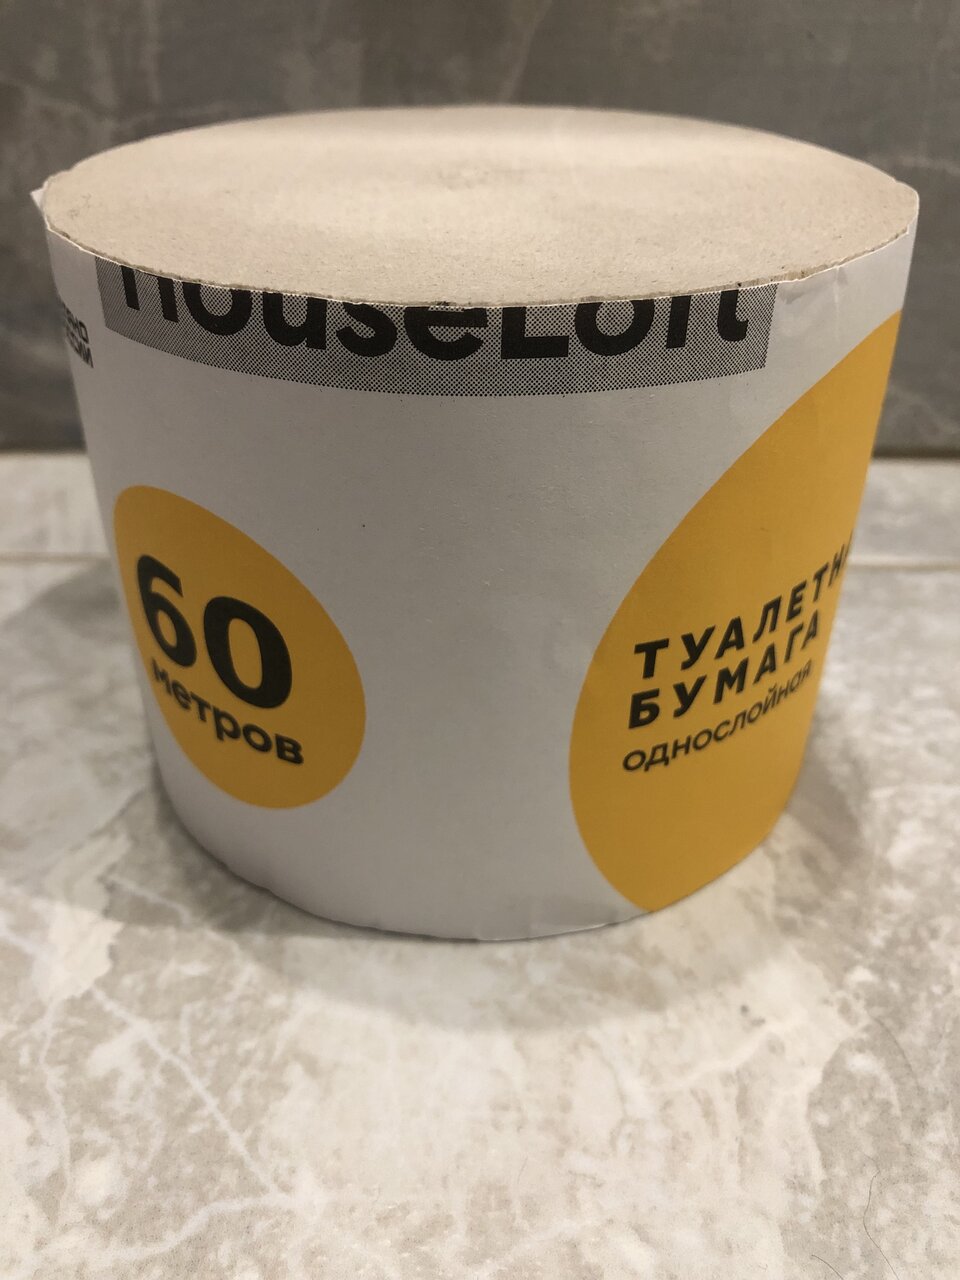 HouseLoft
60
метров
ТУАЛЕТНА
БУМАГА
однослойная